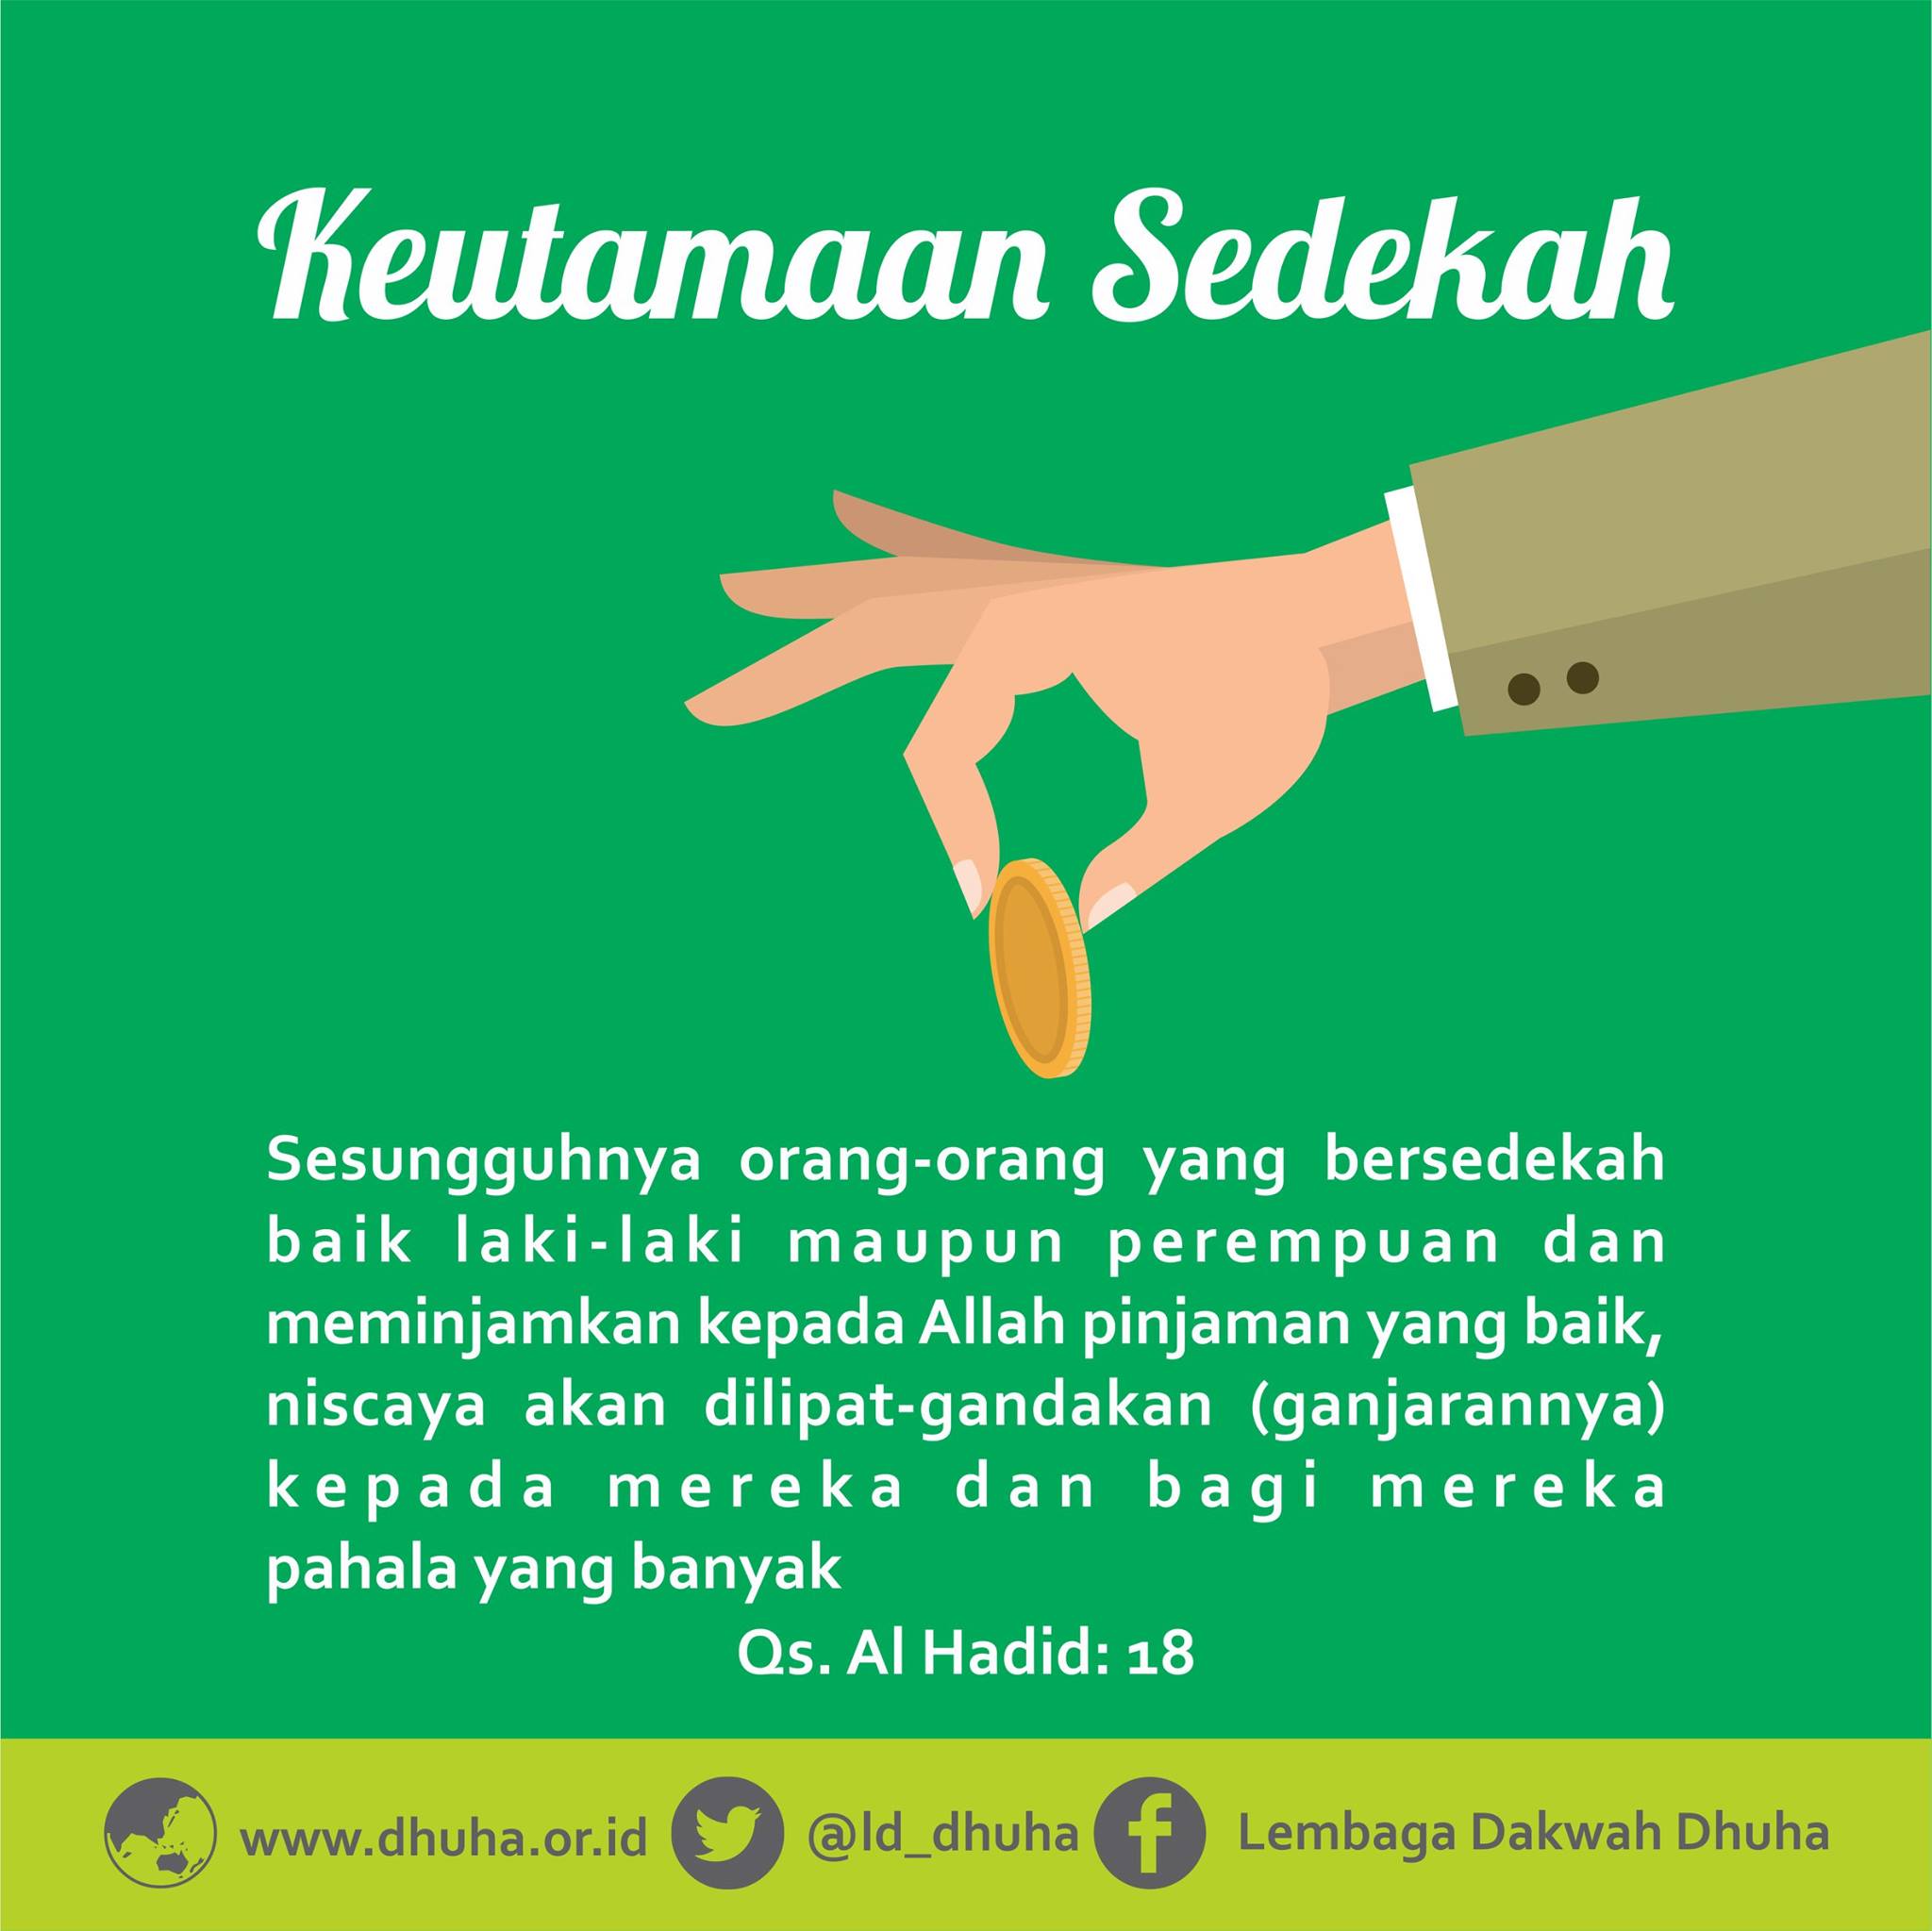 Keutamaan Sedekah
Sesungguhnya orang-orang yang bersedekah
baik laki-laki maupun perempuan dan
meminjamkan kepada Allah pinjaman yang baik,
niscaya akan dilipat-gandakan (ganjarannya)
kepada mereka dan bagi mereka
pahala yang banyak
Qs. Al Hadid: 18
www.dhuha.or.id @ld_dhuha Lembaga Dakwah Dhuha